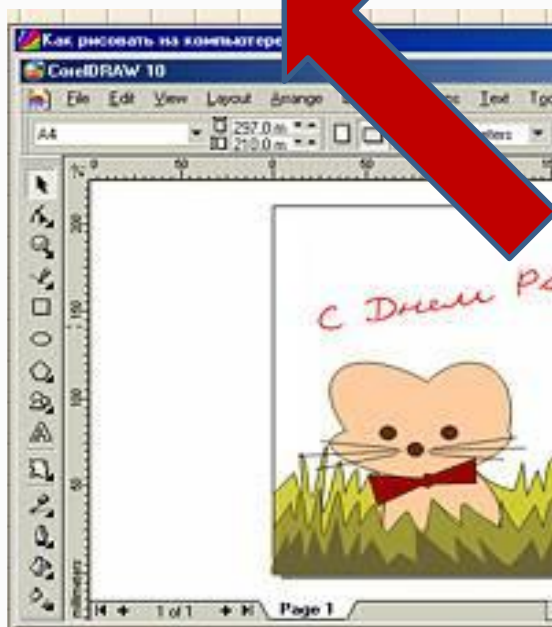 Как рисовать на компьютере
CorelDRAW 10
File Edit View Layout Arrange Text
A4
297.0 m
210.0 m
С Днем
1 of 1 Page 1
millimeters